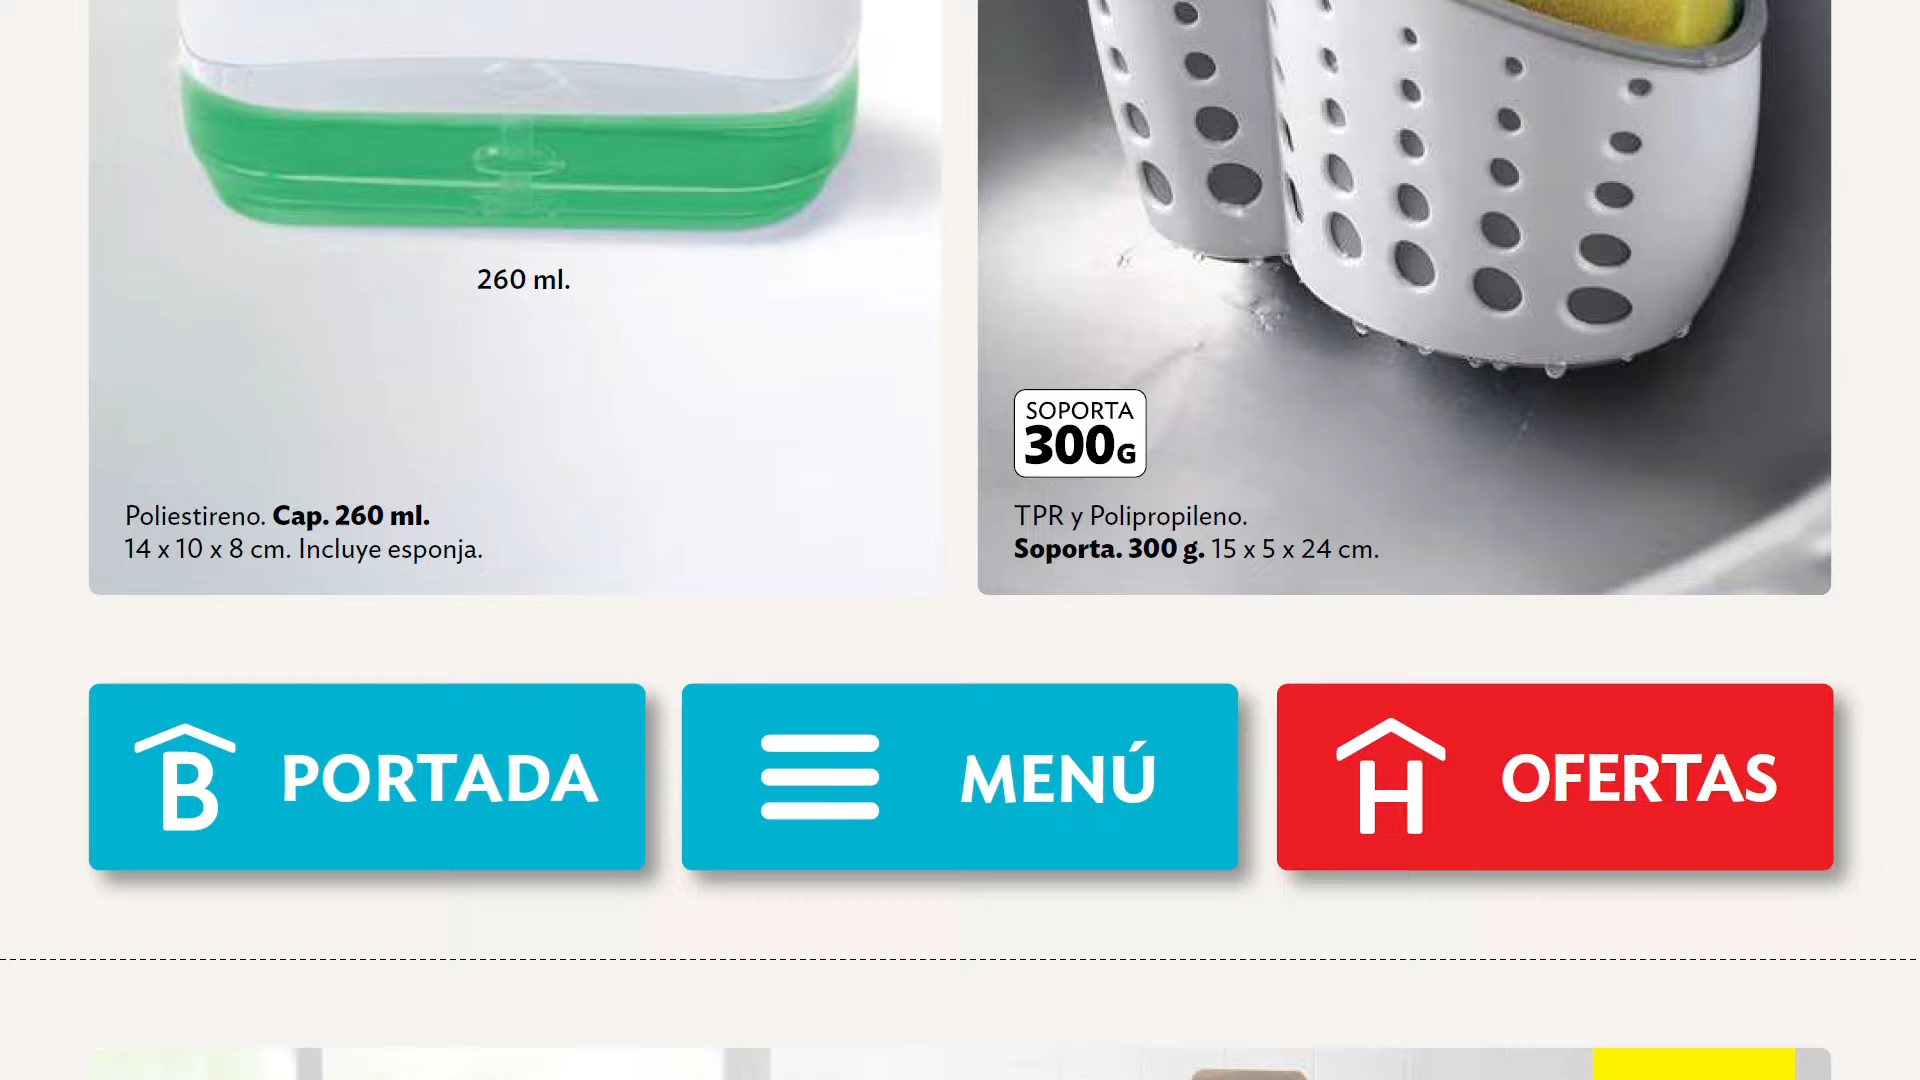 260 ml.
Poliestireno. Cap. 260 ml.
14 x 10 x 8 cm. Incluye esponja.
SOPORTA
300G
TPR y Polipropileno.
Soporta. 300 g. 15 x 5 x 24 cm.
B PORTADA
MENÚ
H OFERTAS